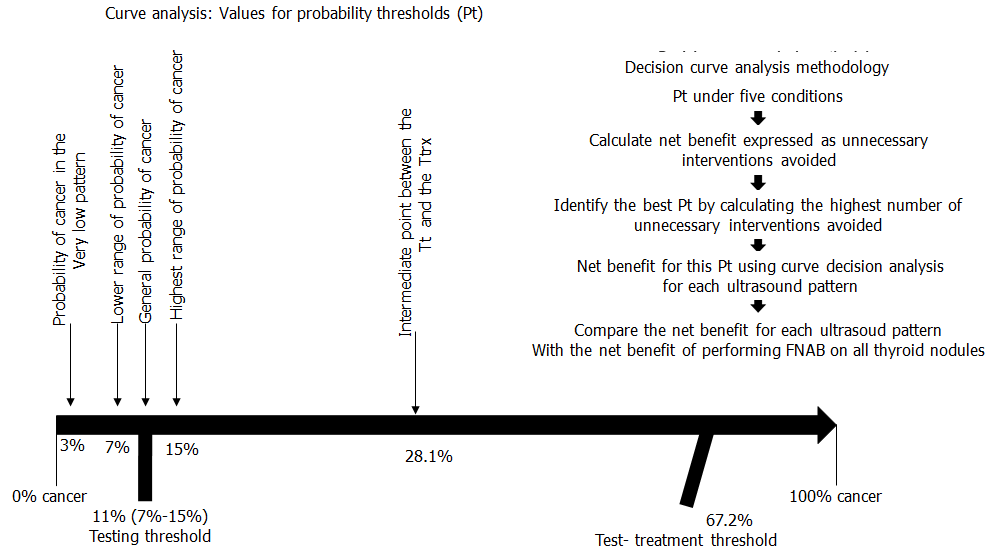 Curve analysis: Values for probability thresholds (Pt)
Decision curve analysis methodology
Pt under five conditions
Calculate net benefit expressed as unnecessary
interventions avoided
Identify the best Pt by calculating the highest number of
unnecessary interventions avoided
Net benefit for this Pt using curve decision analysis
for each ultrasound pattern
Compare the net benefit for each ultrasoud pattern
With the net benefit of performing FNAB on all thyroid nodules
Probability of cancer in the
Very low pattern
Lower range of probability of cancer
General probability of cancer
Highest range of probability of cancer
Intermediate point between the
Tt and the Ttrx
3%
7%
15%
28.1%
0% cancer
100% cancer
11% (7%-15%)
Testing threshold
67.2%
Test- treatment threshold